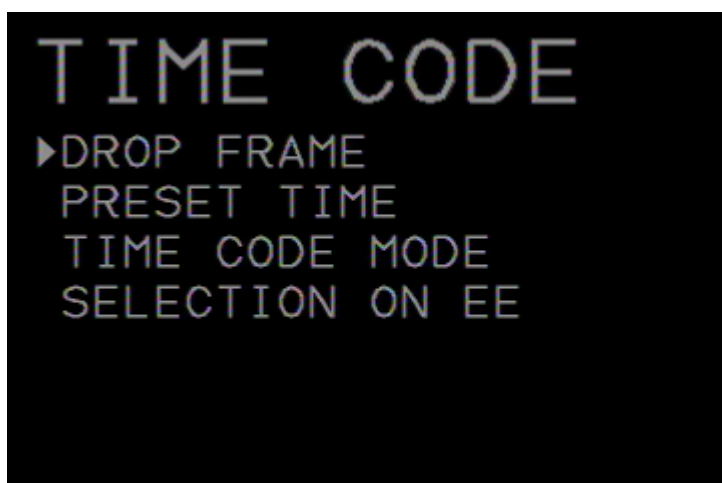 TIME CODE
▶DROP FRAME
PRESET TIME
TIME CODE MODE
SELECTION ON EE